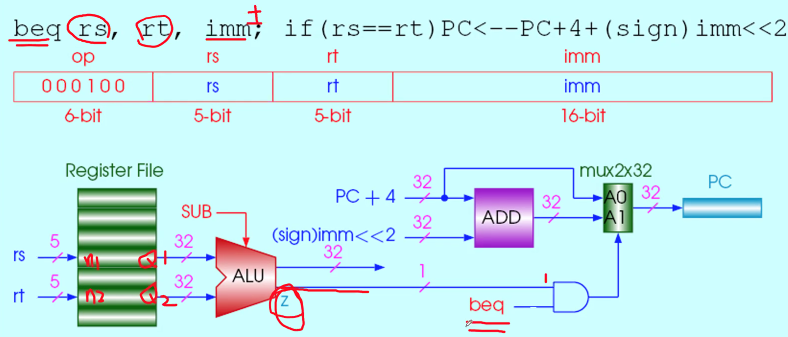 beq rs, rt, imm; if(rs==rt)PC<--PC+4+(sign)imm<<2
±
op rs rt imm
000100 rs rt imm
6-bit 5-bit 5-bit 16-bit
Register File
mux2x32
PC
PC + 4 32
32
A0
A1
32
SUB
ADD
(sign)imm<<2 32
rs 5 n1 v1 32
32
ALU
rt 5 n2 v2 32
z
1
1
beq